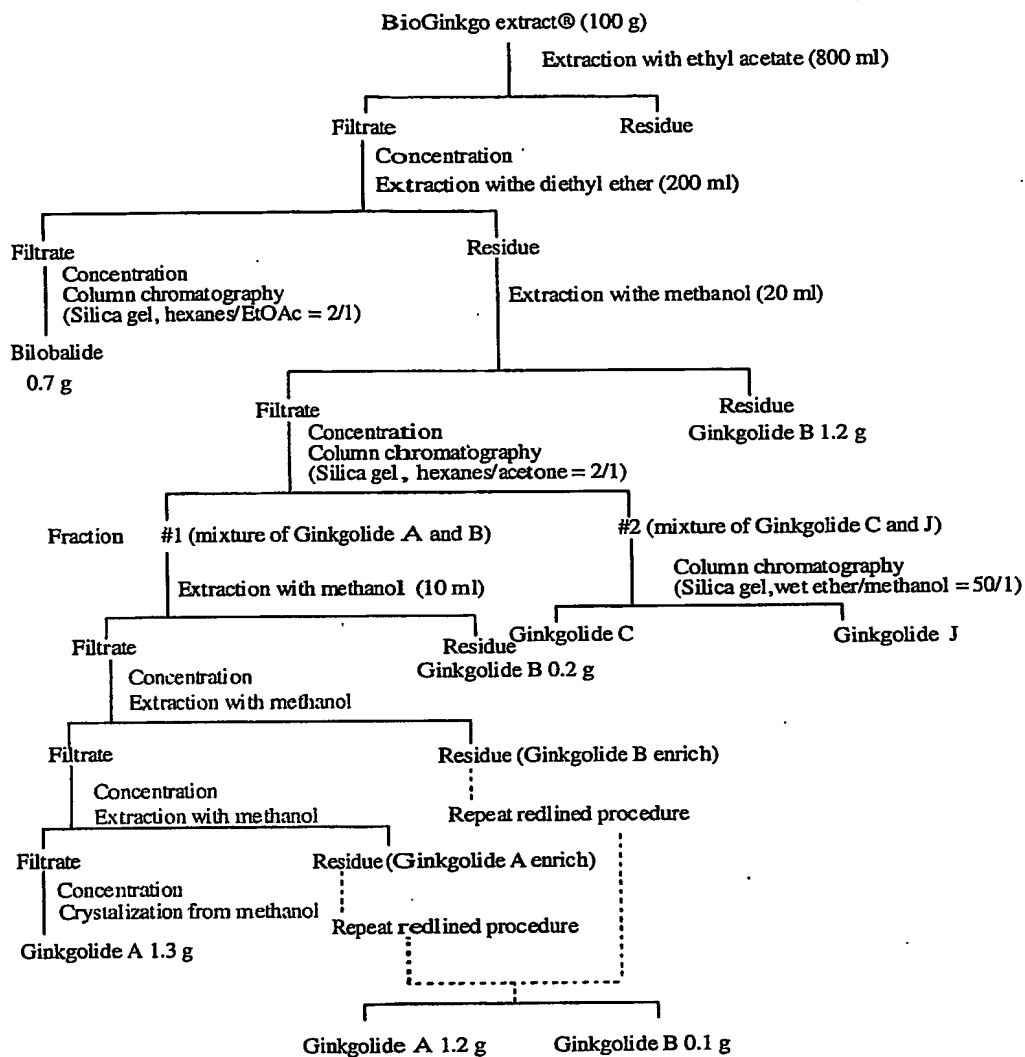 BioGinkgo extract® (100 g)
Extraction with ethyl acetate (800 ml)
Filtrate
Residue
Concentration
Extraction withe diethyl ether (200 ml)
Filtrate
Residue
Concentration
Column chromatography
(Silica gel, hexanes/EtOAc = 2/1)
Extraction withe methanol (20 ml)
Bilobalide
0.7 g
Filtrate
Residue
Ginkgolide B 1.2 g
Concentration
Column chromatography
(Silica gel, hexanes/acetone = 2/1)
Fraction
#1 (mixture of Ginkgolide A and B)
#2 (mixture of Ginkgolide C and J)
Extraction with methanol (10 ml)
Column chromatography
(Silica gel, wet ether/methanol = 50/1)
Filtrate
Residue
Ginkgolide B 0.2 g
Ginkgolide C
Ginkgolide J
Concentration
Extraction with methanol
Filtrate
Residue (Ginkgolide B enrich)
Concentration
Extraction with methanol
Repeat redlined procedure
Filtrate
Residue (Ginkgolide A enrich)
Concentration
Crystalization from methanol
Repeat redlined procedure
Ginkgolide A 1.3 g
Ginkgolide A 1.2 g
Ginkgolide B 0.1 g